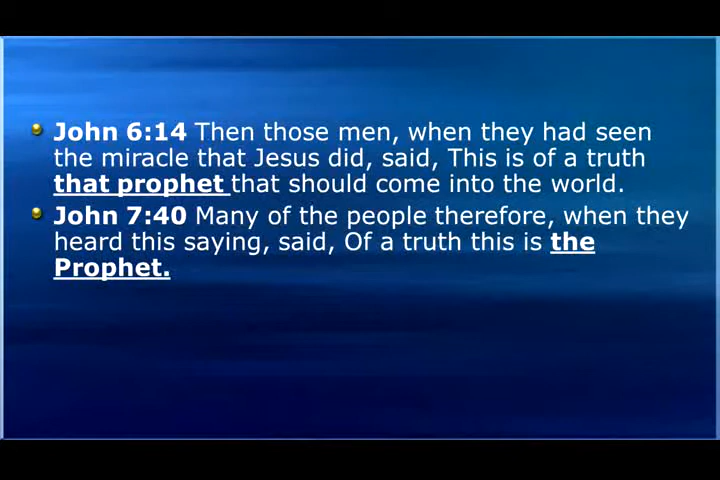 John 6:14 Then those men, when they had seen
the miracle that Jesus did, said, This is of a truth
that prophet that should come into the world.
John 7:40 Many of the people therefore, when they
heard this saying, said, Of a truth this is the
Prophet.